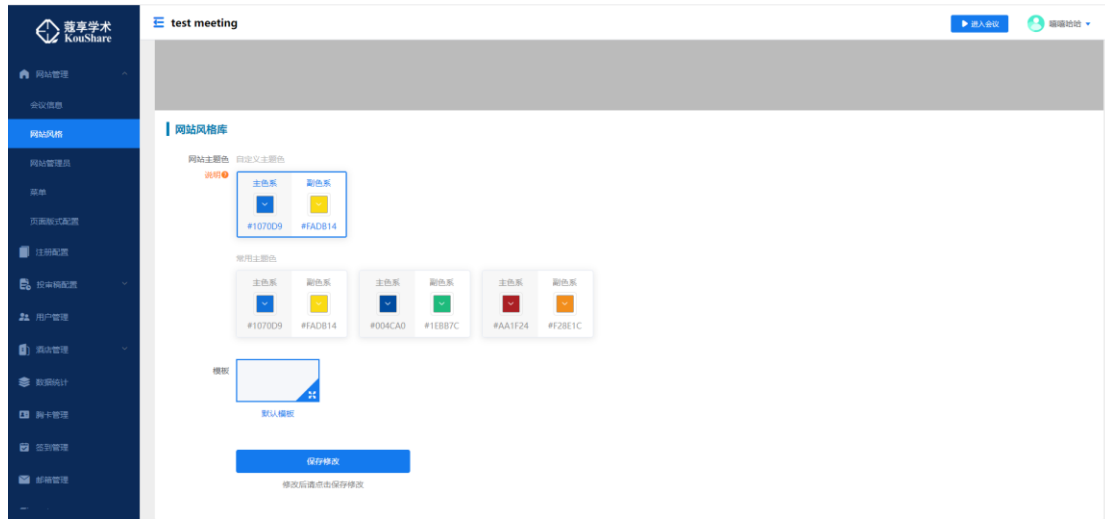 蔻享学术
KouShare
test meeting
进入会议
嘻嘻哈哈
网站管理
会议信息
网站风格
网站管理员
菜单
页面版式配置
注册配置
投审稿配置
用户管理
酒店管理
数据统计
胸卡管理
签到管理
邮箱管理
网站风格库
网站主题色 自定义主题色
说明
主色系 副色系
#1070D9 #FADB14
常用主题色
主色系 副色系 主色系 副色系 主色系 副色系
#1070D9 #FADB14 #004CA0 #1EBB7C #AA1F24 #F28E1C
模板
默认模板
保存修改
修改后请点击保存修改